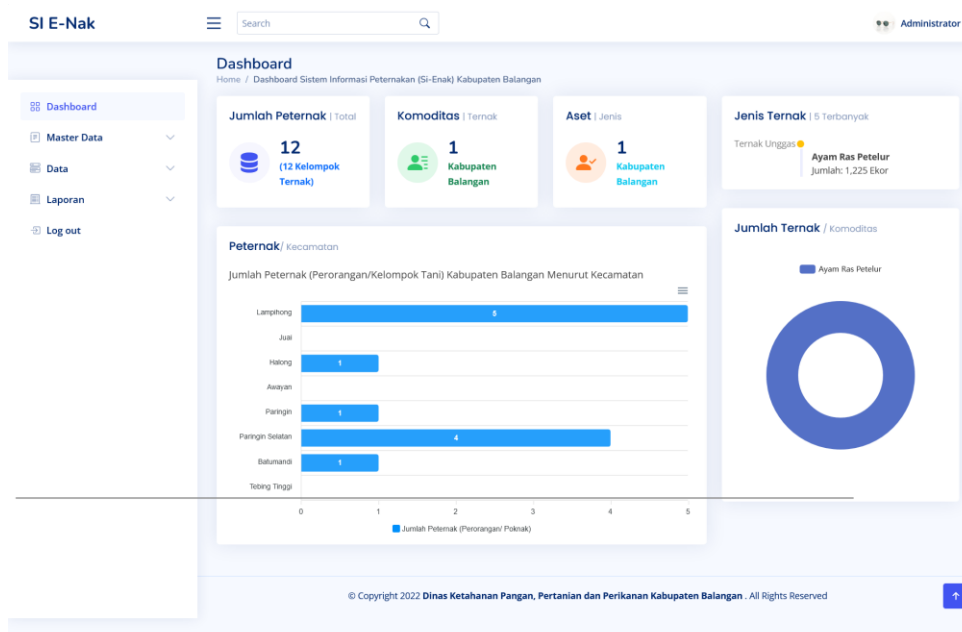 SI E-Nak
Search
Administrator
Dashboard
Home / Dashboard Sistem Informasi Peternakan (Si-Enak) Kabupaten Balangan
Dashboard
Master Data
Data
Laporan
Log out
Jumlah Peternak | Total
12
(12 Kelompok
Ternak)
Komoditas | Ternak
1
Kabupaten
Balangan
Aset | Jenis
1
Kabupaten
Balangan
Jenis Ternak | 5 Terbanyak
Ternak Unggas
Ayam Ras Petelur
Jumlah: 1,225 Ekor
Peternak/ Kecamatan
Jumlah Peternak (Perorangan/Kelompok Tani) Kabupaten Balangan Menurut Kecamatan
Lampihong 5
Juai
Halong 1
Awayan
Paringin 1
Paringin Selatan 4
Batumandi 1
Tebing Tinggi
0 1 2 3 4 5
Jumlah Peternak (Perorangan/ Poknak)
Jumlah Ternak / Komoditas
Ayam Ras Petelur
© Copyright 2022 Dinas Ketahanan Pangan, Pertanian dan Perikanan Kabupaten Balangan . All Rights Reserved